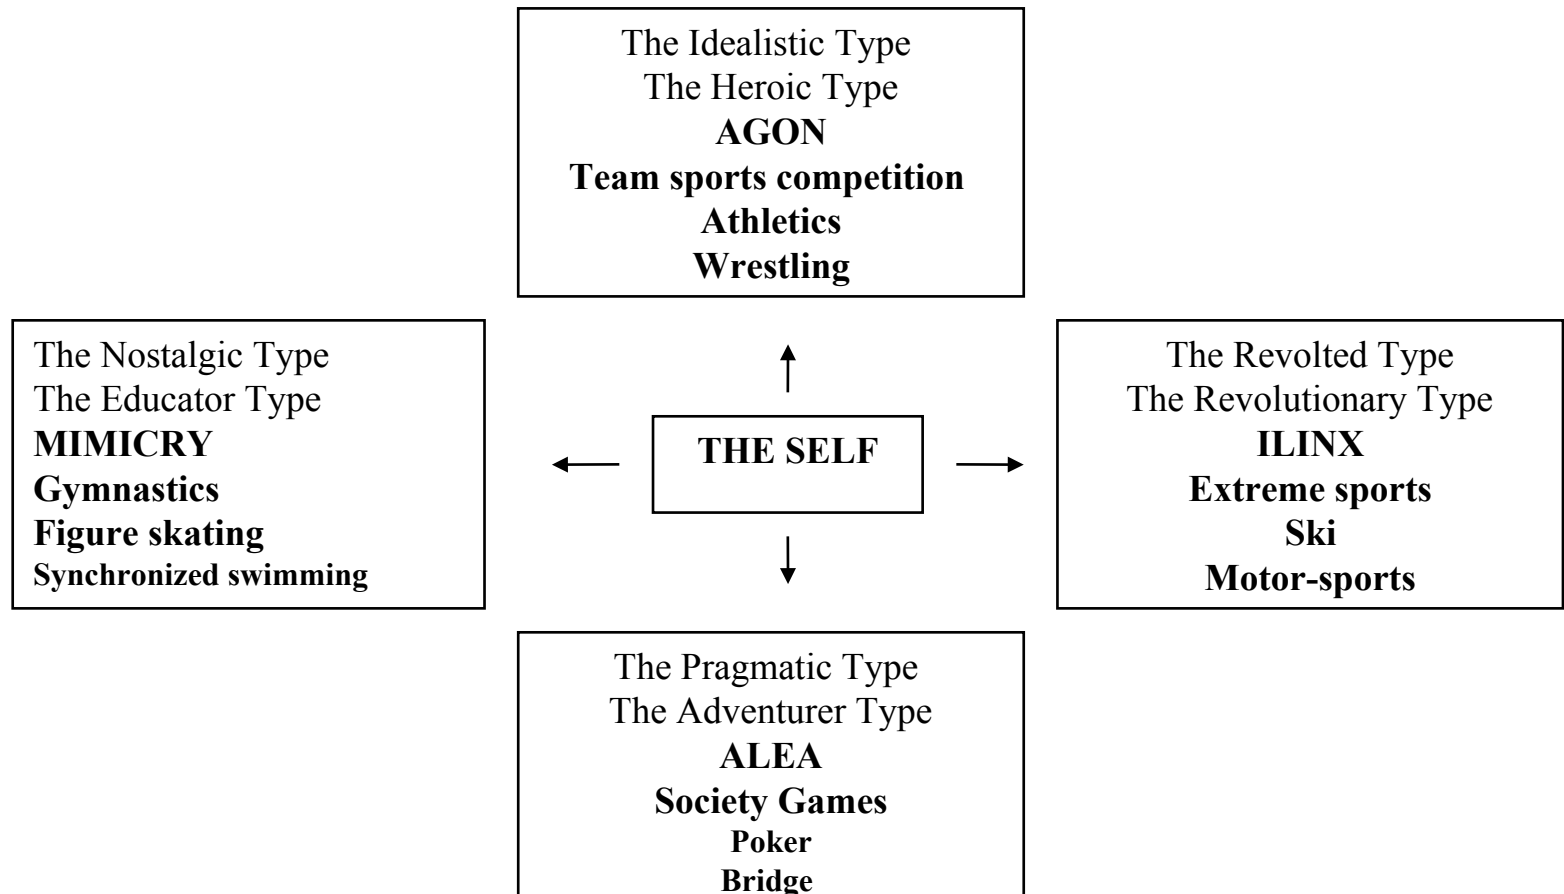 The Idealistic Type
The Heroic Type
AGON
Team sports competition
Athletics
Wrestling
The Nostalgic Type
The Educator Type
MIMICRY
Gymnastics
Figure skating
Synchronized swimming
THE SELF
The Revolted Type
The Revolutionary Type
ILINX
Extreme sports
Ski
Motor-sports
The Pragmatic Type
The Adventurer Type
ALEA
Society Games
Poker
Bridge